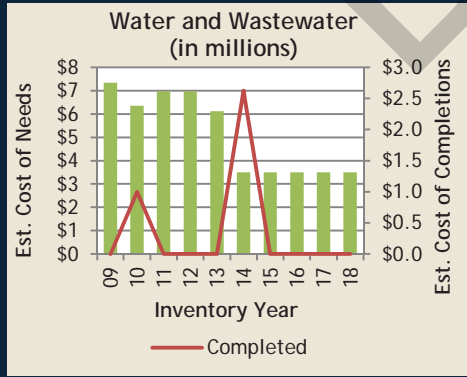 Water and Wastewater
(in millions)
Est. Cost of Needs
$8
$7
$6
$5
$4
$3
$2
$1
$0
$3.0
$2.5
$2.0
$1.5
$1.0
$0.5
$0.0
Est. Cost of Completions
09 10 11 12 13 14 15 16 17 18
Inventory Year
Completed